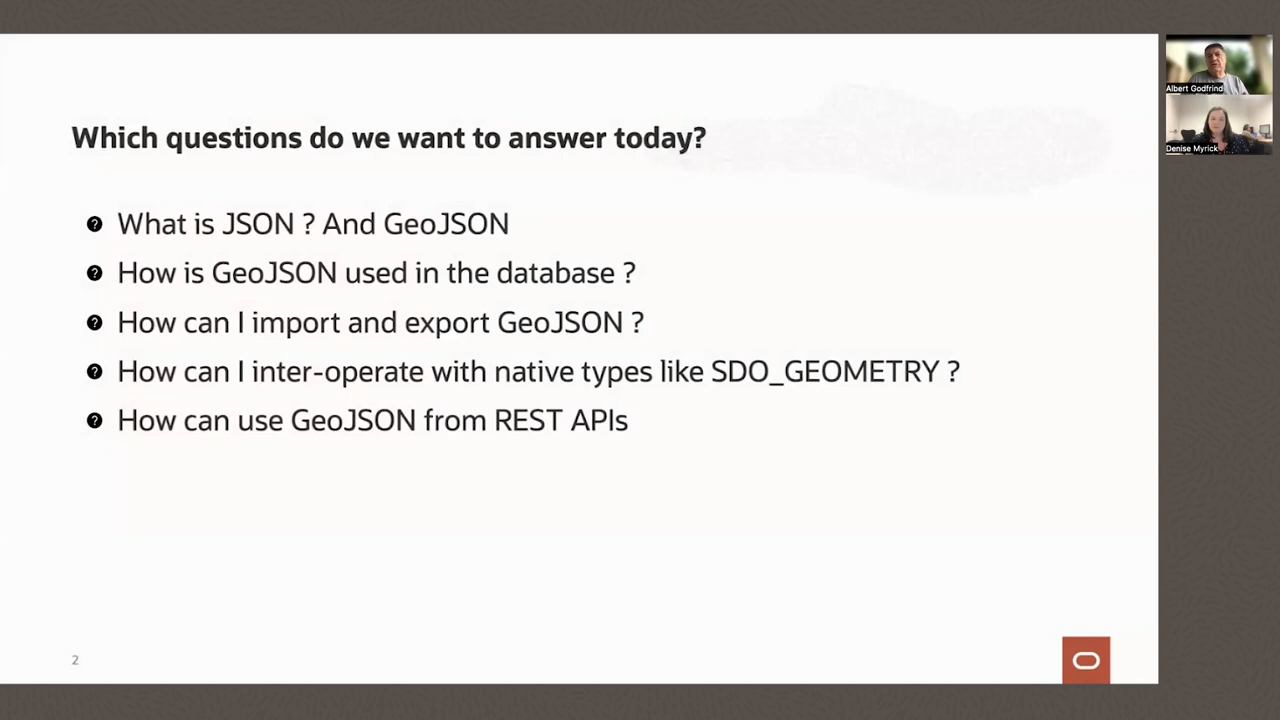 Which questions do we want to answer today?
What is JSON ? And GeoJSON
How is GeoJSON used in the database ?
How can I import and export GeoJSON ?
How can I inter-operate with native types like SDO_GEOMETRY ?
How can use GeoJSON from REST APIs
2
Albert Godfrind
Denise Myrick